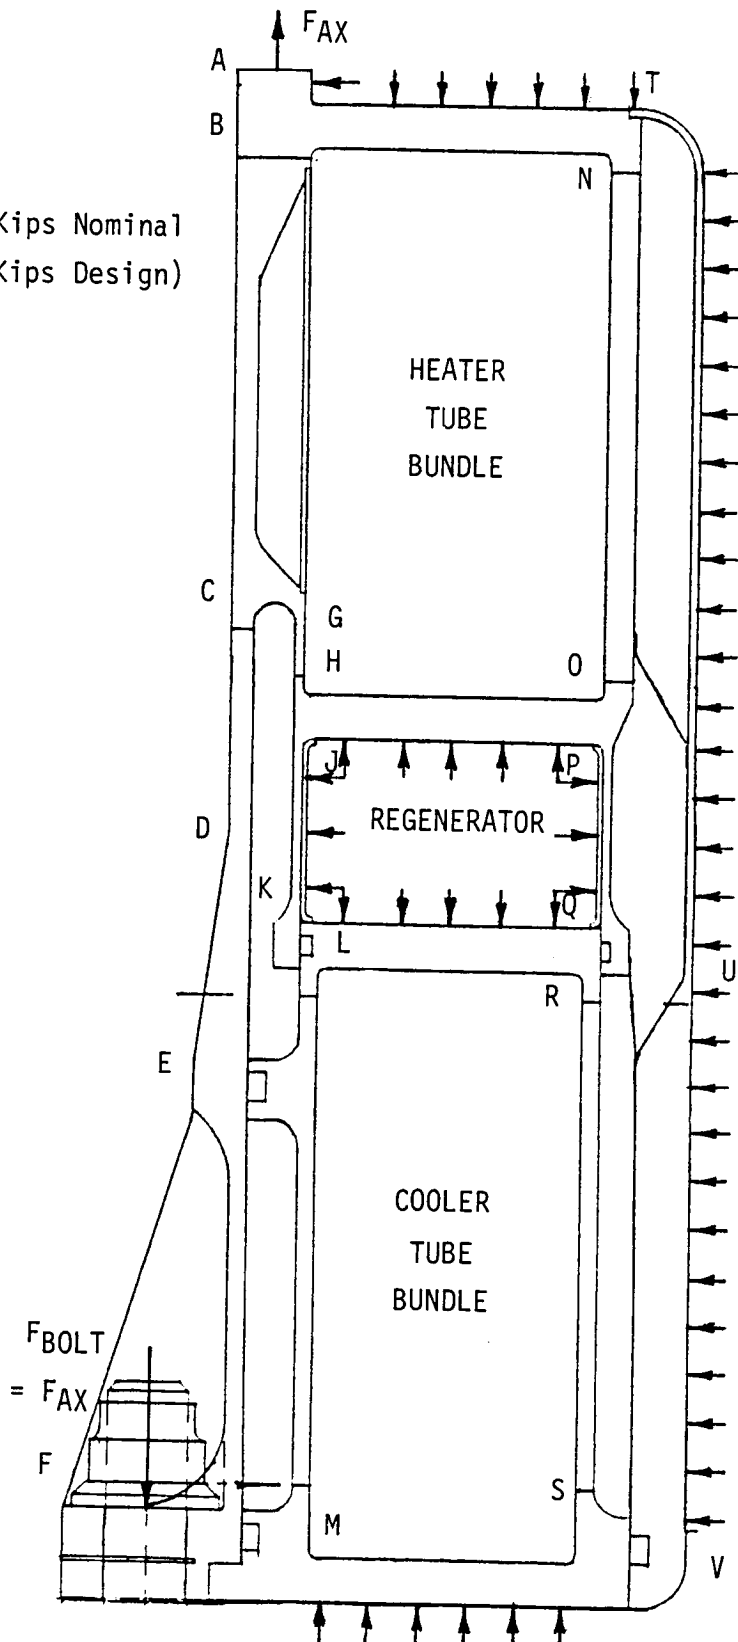 FAX
A
T
B
N
Kips Nominal
Kips Design)
HEATER
TUBE
BUNDLE
C
G
H
O
J
P
REGENERATOR
D
K
Q
L
U
R
E
COOLER
TUBE
BUNDLE
FBOLT
= FAX
F
S
M
V